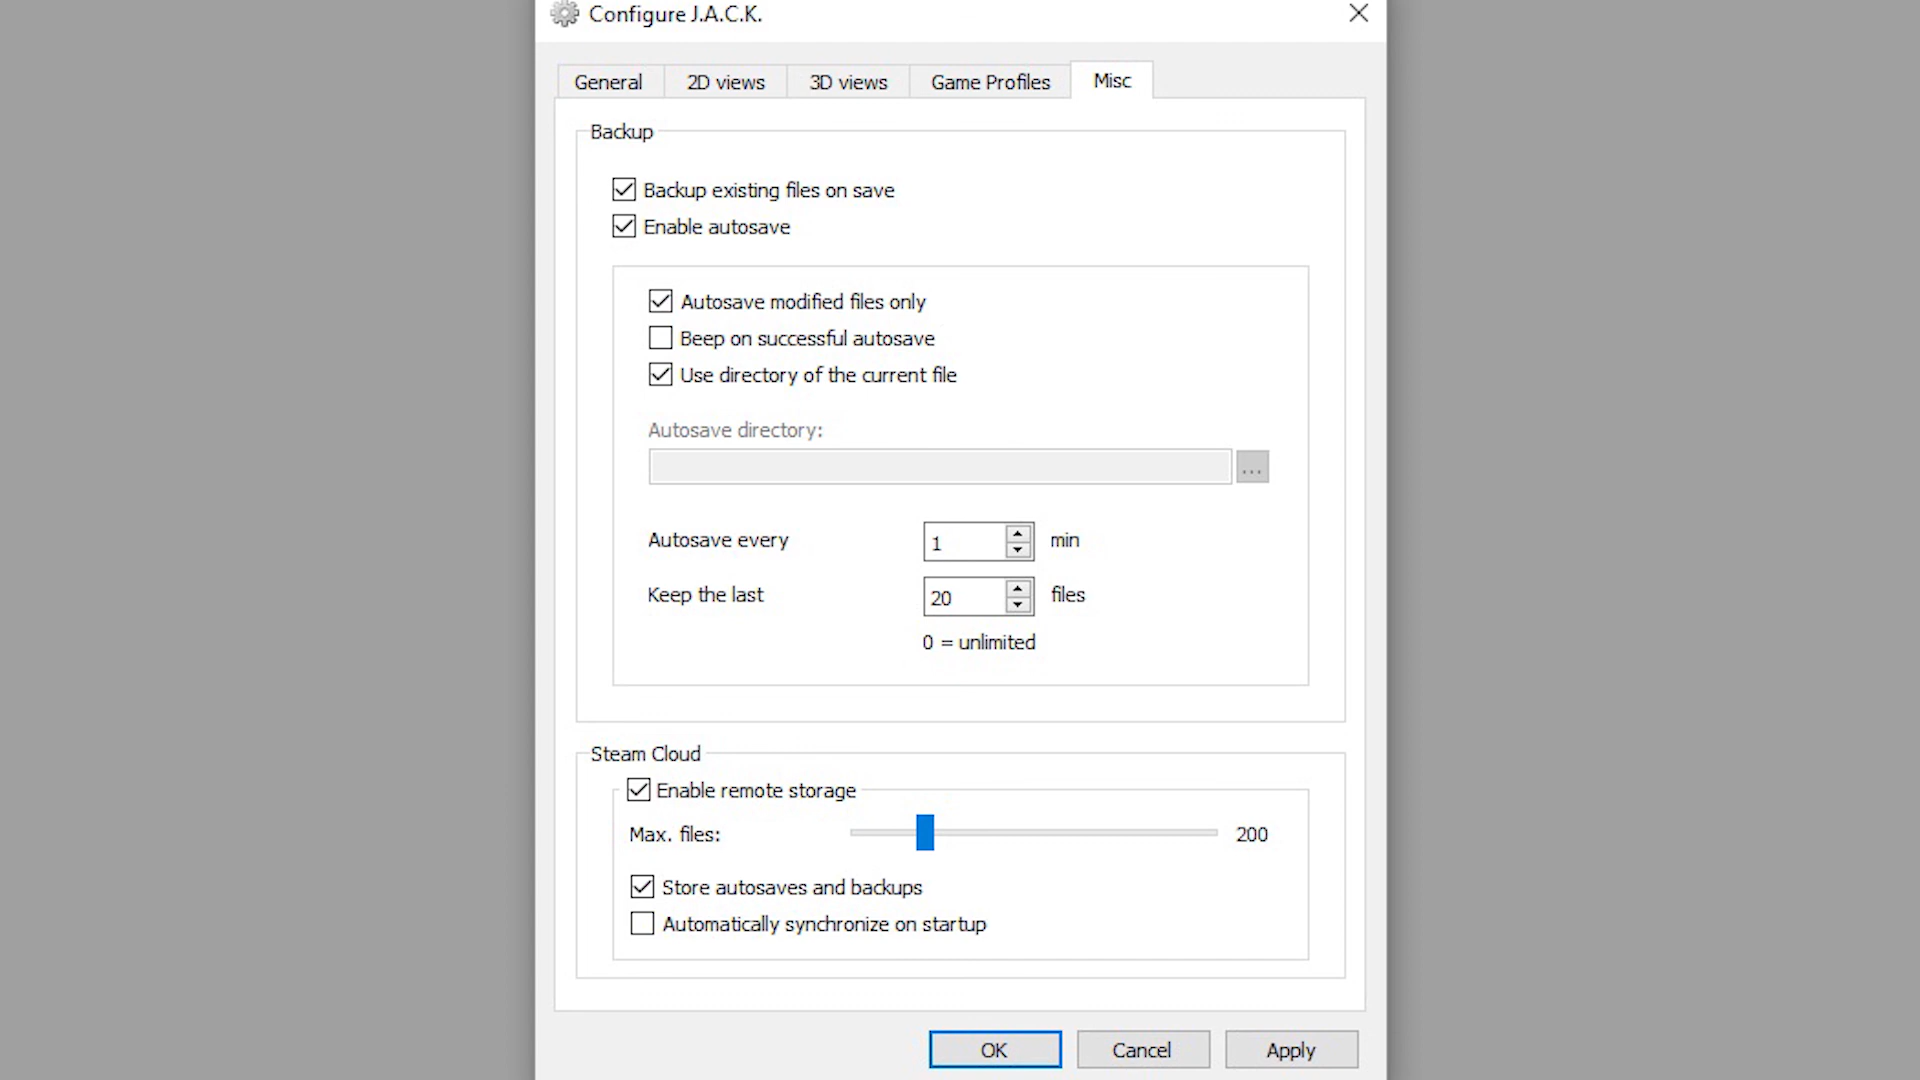 Configure J.A.C.K.
General 2D views 3D views Game Profiles Misc
Backup
Backup existing files on save
Enable autosave
Autosave modified files only
Beep on successful autosave
Use directory of the current file
Autosave directory:
...
Autosave every 1 min
Keep the last 20 files
0 = unlimited
Steam Cloud
Enable remote storage
Max. files: 200
Store autosaves and backups
Automatically synchronize on startup
OK Cancel Apply